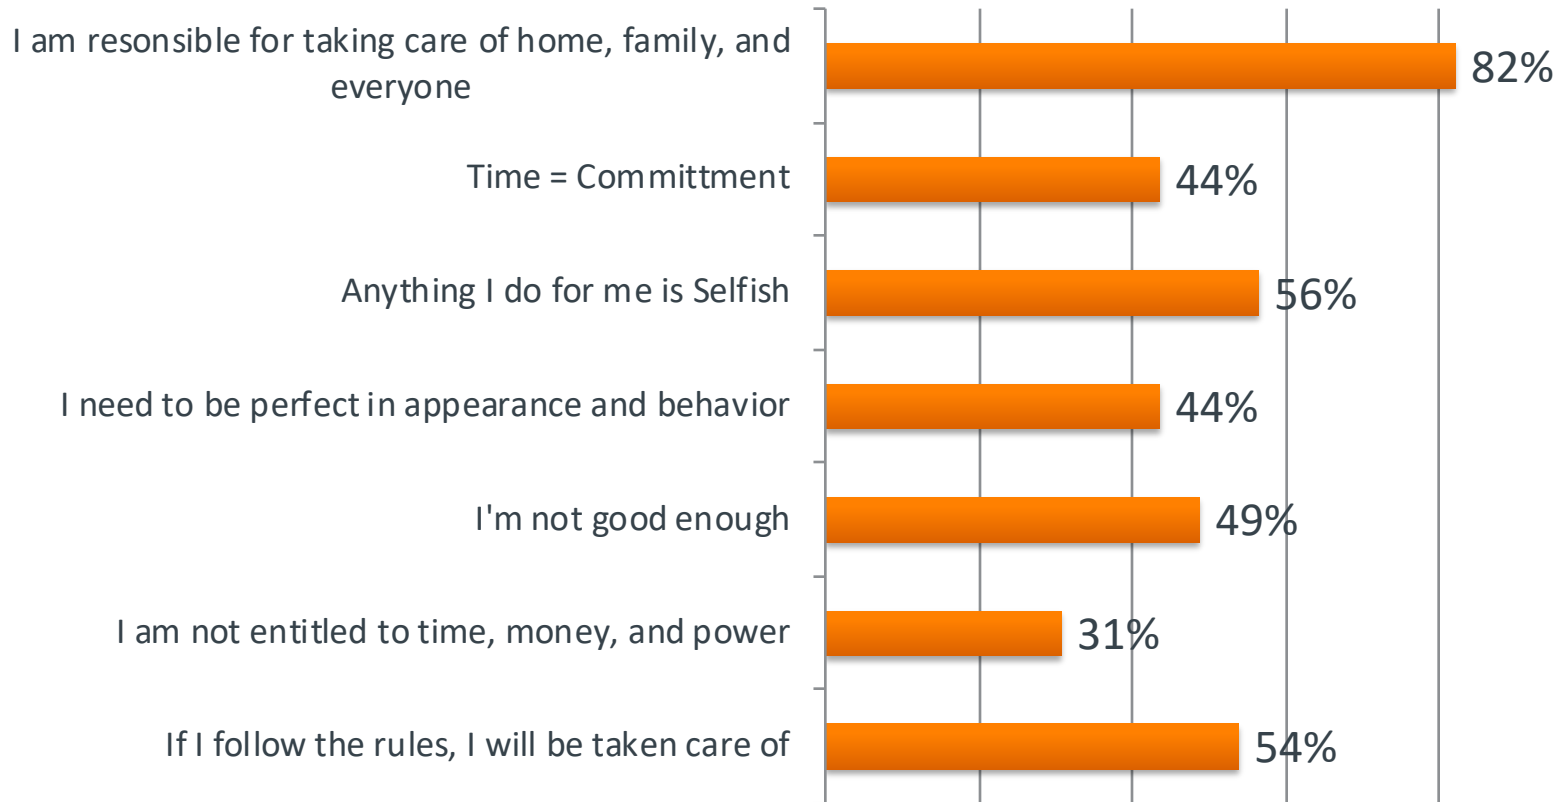 I am resonsible for taking care of home, family, and
everyone
82%
Time = Committment
44%
Anything I do for me is Selfish
56%
I need to be perfect in appearance and behavior
44%
I'm not good enough
49%
I am not entitled to time, money, and power
31%
If I follow the rules, I will be taken care of
54%